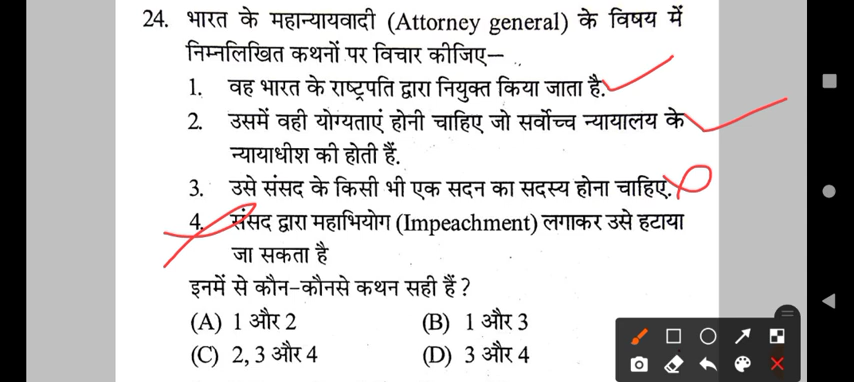 24. भारत के महान्यायवादी (Attorney general) के विषय में
निम्नलिखित कथनों पर विचार कीजिए–
1. वह भारत के राष्ट्रपति द्वारा नियुक्त किया जाता है.
2. उसमें वही योग्यताएं होनी चाहिए जो सर्वोच्च न्यायालय के
न्यायाधीश की होती हैं.
3. उसे संसद के किसी भी एक सदन का सदस्य होना चाहिए.
4. संसद द्वारा महाभियोग (Impeachment) लगाकर उसे हटाया
जा सकता है
इनमें से कौन-कौनसे कथन सही हैं ?
(A) 1 और 2 (B) 1 और 3
(C) 2, 3 और 4 (D) 3 और 4